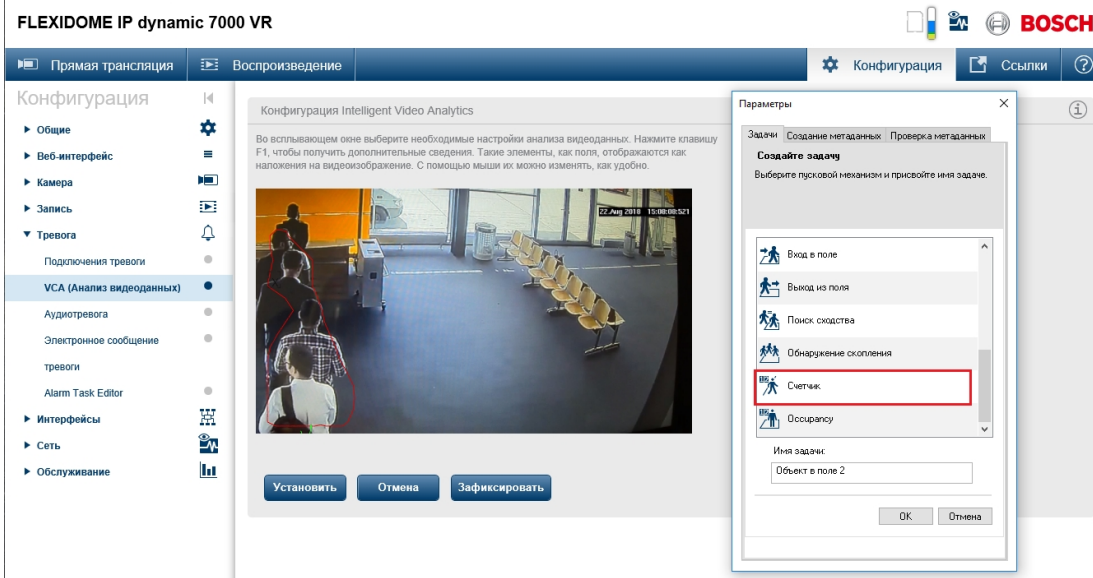 FLEXIDOME IP dynamic 7000 VR
BOSCH
Прямая трансляция
Воспроизведение
Конфигурация
Ссылки
?
Конфигурация
Общие
Веб-интерфейс
Камера
Запись
Тревога
Подключения тревоги
VCA (Анализ видеоданных)
Аудиотревога
Электронное сообщение
тревоги
Alarm Task Editor
Интерфейсы
Сеть
Обслуживание
Конфигурация Intelligent Video Analytics
Во всплывающем окне выберите необходимые настройки анализа видеоданных. Нажмите клавишу
F1, чтобы получить дополнительные сведения. Такие элементы, как поля, отображаются как
наложения на видеоизображение. С помощью мыши их можно изменять, как удобно.
22.Aug 2018 15:08:08:521
Установить
Отмена
Зафиксировать
Параметры
Задачи
Создание метаданных
Проверка метаданных
Создайте задачу
Выберите пусковой механизм и присвойте имя задаче.
Вход в поле
Выход из поля
Поиск сходства
Обнаружение скопления
Счетчик
Occupancy
Имя задачи:
Объект в поле 2
OK
Отмена